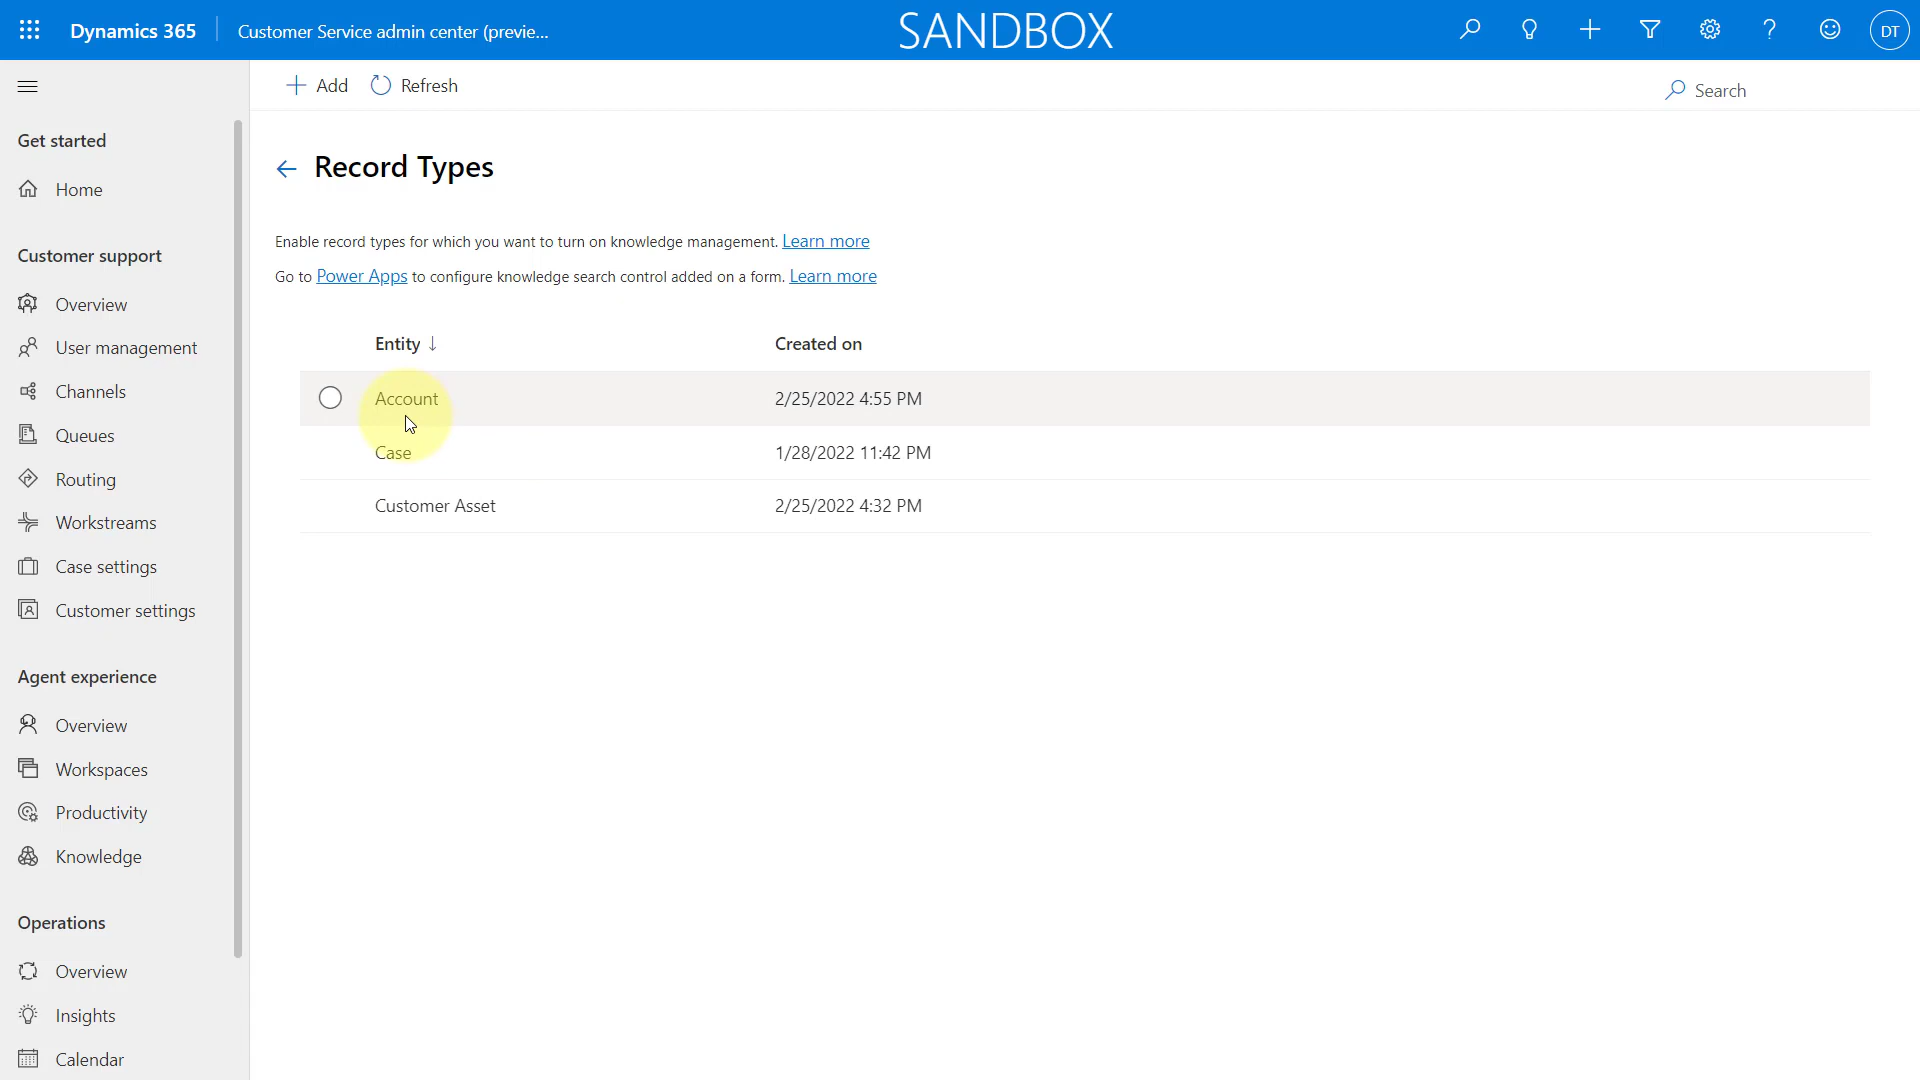 Dynamics 365
Customer Service admin center (previe...
SANDBOX
DT
Add
Refresh
Search
Get started
Home
Customer support
Overview
User management
Channels
Queues
Routing
Workstreams
Case settings
Customer settings
Agent experience
Overview
Workspaces
Productivity
Knowledge
Operations
Overview
Insights
Calendar
Record Types
Enable record types for which you want to turn on knowledge management. Learn more
Go to Power Apps to configure knowledge search control added on a form. Learn more
Entity ↓ Created on
Account 2/25/2022 4:55 PM
Case 1/28/2022 11:42 PM
Customer Asset 2/25/2022 4:32 PM